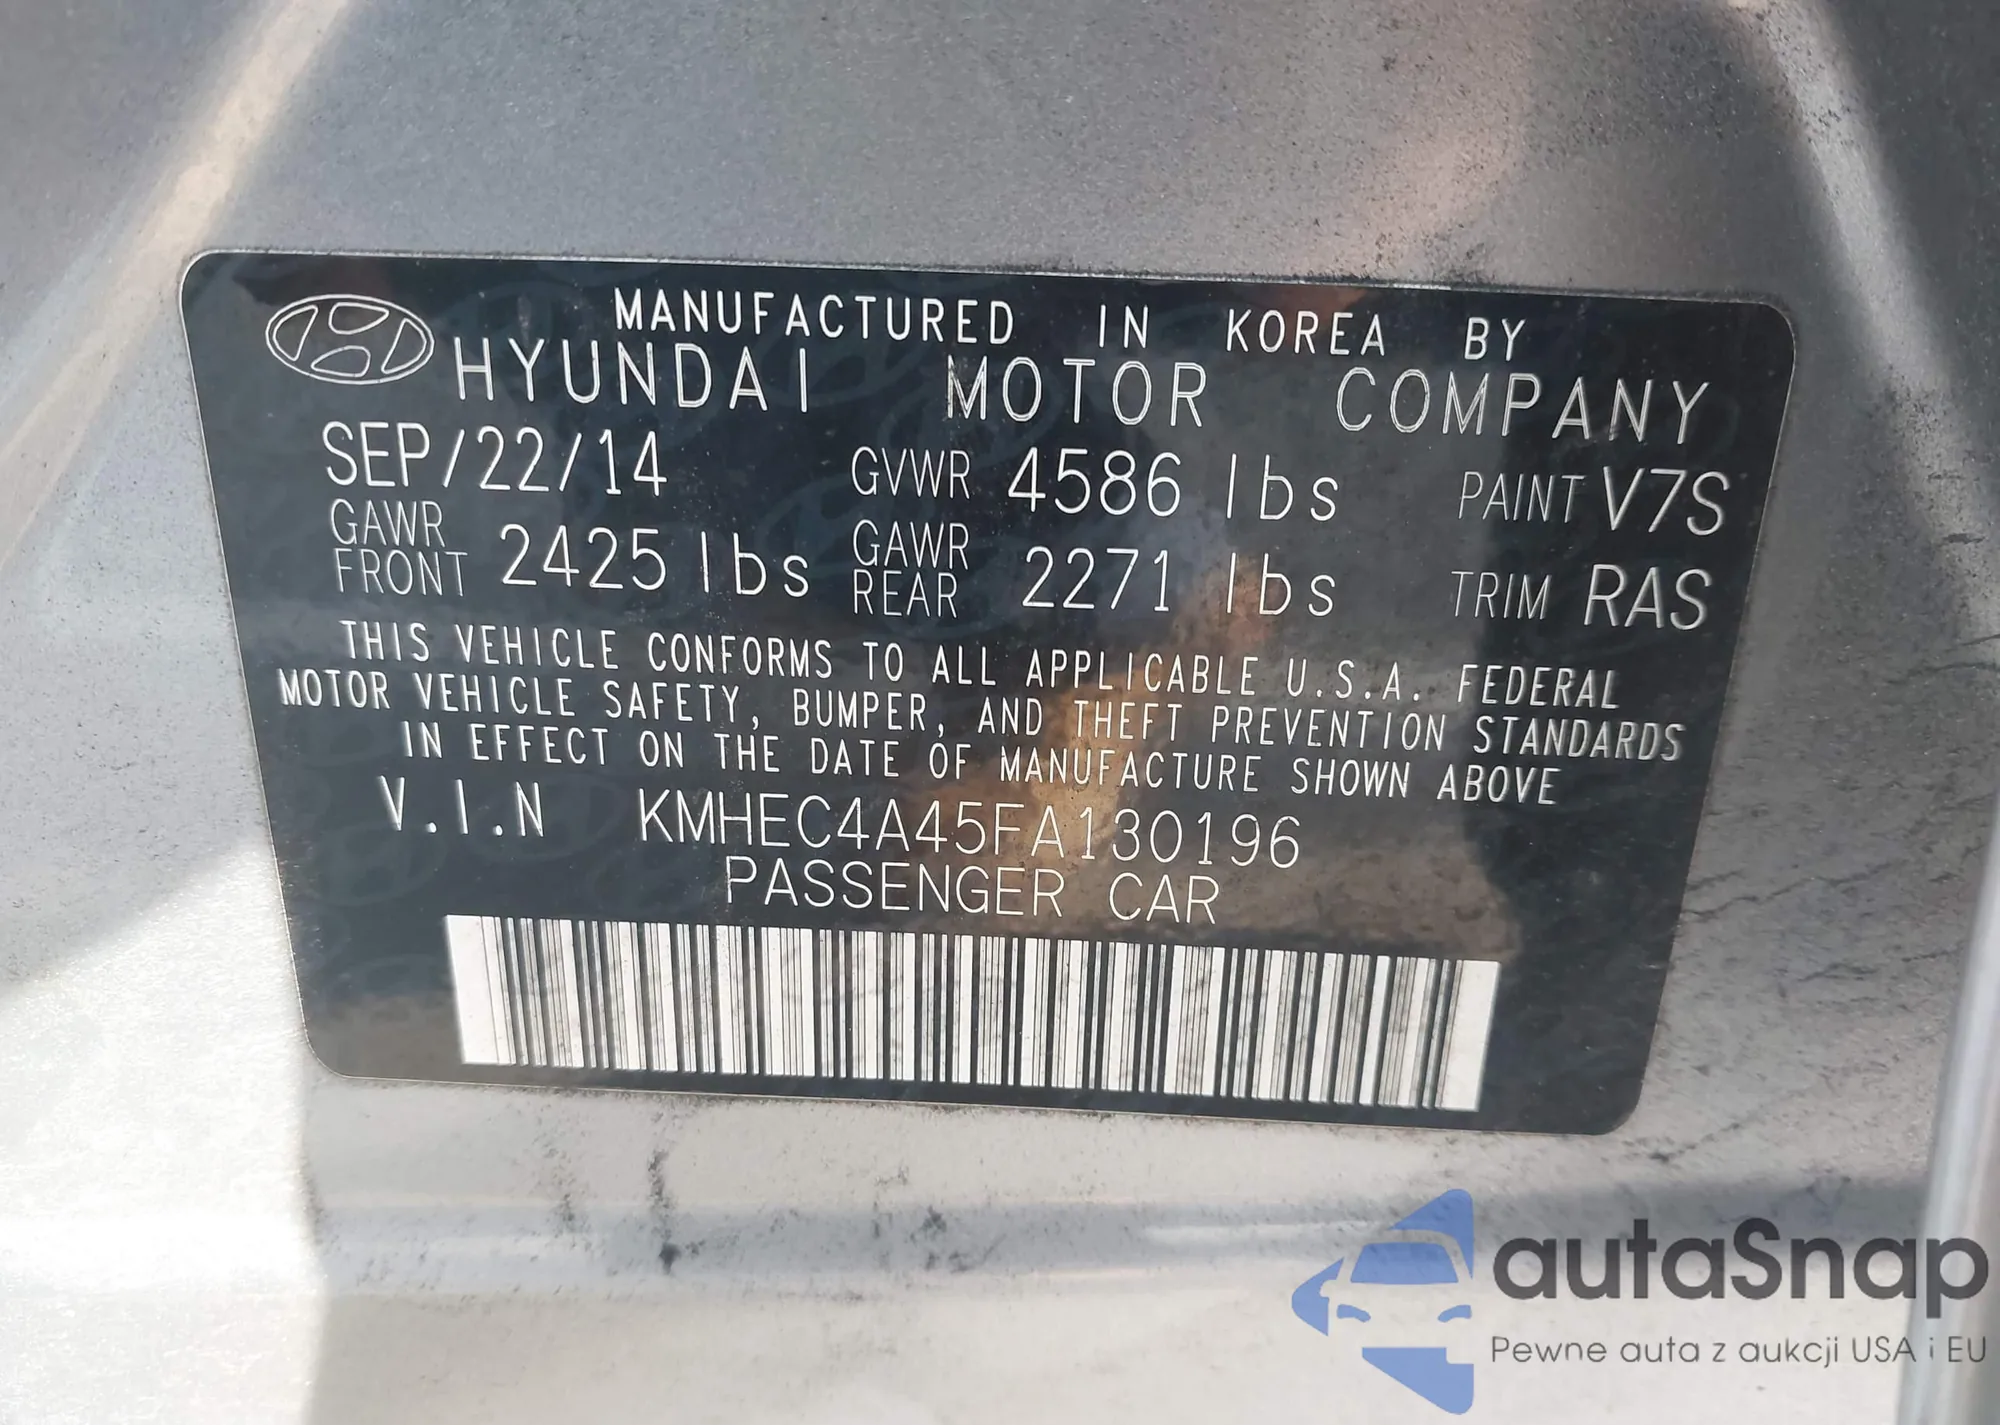 MANUFACTURED IN KOREA BY
HYUNDAI MOTOR COMPANY
SEP/22/14 GVWR 4586 lbs PAINT V7S
GAWR FRONT 2425 lbs GAWR REAR 2271 lbs TRIM RAS
THIS VEHICLE CONFORMS TO ALL APPLICABLE U.S.A. FEDERAL
MOTOR VEHICLE SAFETY, BUMPER, AND THEFT PREVENTION STANDARDS
IN EFFECT ON THE DATE OF MANUFACTURE SHOWN ABOVE
V.I.N KMHEC4A45FA130196
PASSENGER CAR
autaSnap
Pewne auta z aukcji USA i EU